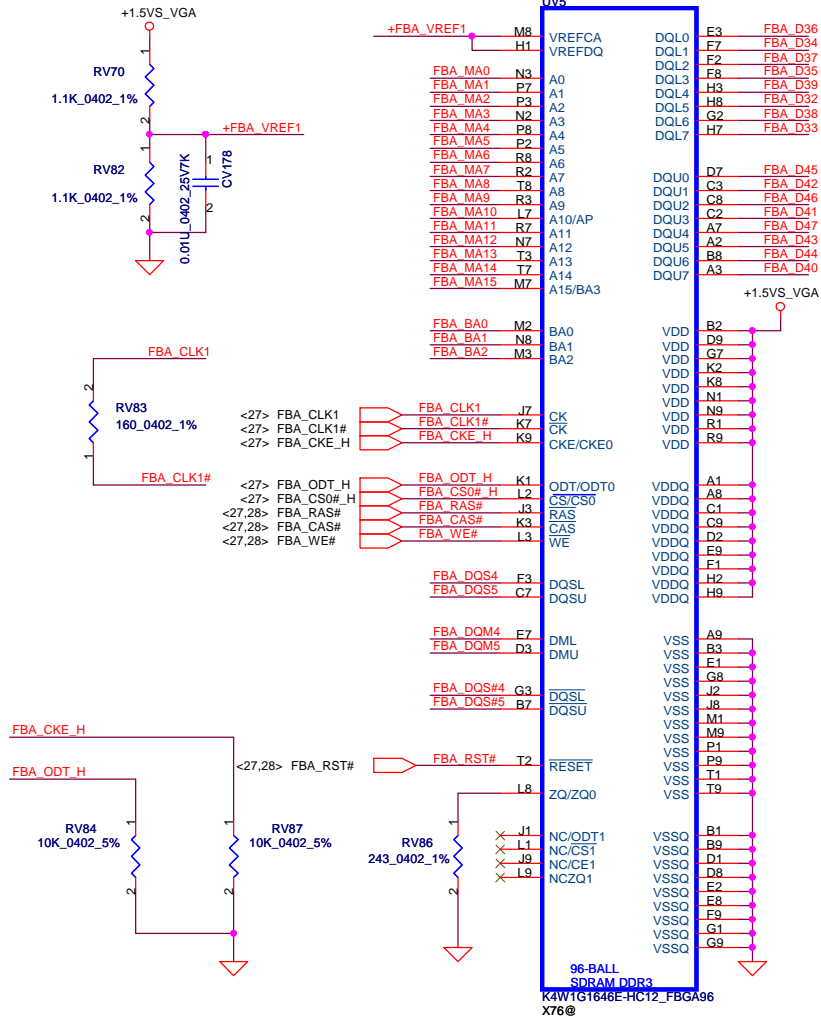 +1.5VS_VGA
1
RV70
1.1K_0402_1%
2
+FBA_VREF1
1
RV82
1.1K_0402_1%
2
1
CV178
0.01U_0402_25V7K
2
FBA_CLK1
2
RV83
160_0402_1%
1
FBA_CLK1#
FBA_CKE_H
FBA_ODT_H
1
RV84
10K_0402_5%
2
1
RV87
10K_0402_5%
2
UV5
+FBA_VREF1 M8 VREFCA
H1 VREFDQ
FBA_MA0 N3 A0
FBA_MA1 P7 A1
FBA_MA2 P3 A2
FBA_MA3 N2 A3
FBA_MA4 P8 A4
FBA_MA5 P2 A5
FBA_MA6 R8 A6
FBA_MA7 R2 A7
FBA_MA8 T8 A8
FBA_MA9 R3 A9
FBA_MA10 L7 A10/AP
FBA_MA11 R7 A11
FBA_MA12 N7 A12
FBA_MA13 T3 A13
FBA_MA14 T7 A14
FBA_MA15 M7 A15/BA3
FBA_BA0 M2 BA0
FBA_BA1 N8 BA1
FBA_BA2 M3 BA2
<27> FBA_CLK1 FBA_CLK1 J7 CK
<27> FBA_CLK1# FBA_CLK1# K7 CK
<27> FBA_CKE_H FBA_CKE_H K9 CKE/CKE0
<27> FBA_ODT_H FBA_ODT_H K1 ODT/ODT0
<27> FBA_CS0#_H FBA_CS0#_H L2 CS/CS0
<27,28> FBA_RAS# FBA_RAS# J3 RAS
<27,28> FBA_CAS# FBA_CAS# K3 CAS
<27,28> FBA_WE# FBA_WE# L3 WE
FBA_DQS4 F3 DQSL
FBA_DQS5 C7 DQSU
FBA_DQM4 E7 DML
FBA_DQM5 D3 DMU
FBA_DQS#4 G3 DQSL
FBA_DQS#5 B7 DQSU
<27,28> FBA_RST# FBA_RST# T2 RESET
L8 ZQ/ZQ0
1
RV86
243_0402_1%
2
J1 NC/ODT1
L1 NC/CS1
J9 NC/CE1
L9 NCZQ1
DQL0 E3 FBA_D36
DQL1 F7 FBA_D34
DQL2 F2 FBA_D37
DQL3 F8 FBA_D35
DQL4 H3 FBA_D39
DQL5 H8 FBA_D32
DQL6 G2 FBA_D38
DQL7 H7 FBA_D33
DQU0 D7 FBA_D45
DQU1 C3 FBA_D42
DQU2 C8 FBA_D46
DQU3 C2 FBA_D41
DQU4 A7 FBA_D47
DQU5 A2 FBA_D43
DQU6 B8 FBA_D44
DQU7 A3 FBA_D40
+1.5VS_VGA
VDD B2
VDD D9
VDD G7
VDD K2
VDD K8
VDD N1
VDD N9
VDD R1
VDD R9
VDDQ A1
VDDQ A8
VDDQ C1
VDDQ C9
VDDQ D2
VDDQ E9
VDDQ F1
VDDQ H2
VDDQ H9
VSS A9
VSS B3
VSS E1
VSS G8
VSS J2
VSS J8
VSS M1
VSS M9
VSS P1
VSS P9
VSS T1
VSS T9
VSSQ B1
VSSQ B9
VSSQ D1
VSSQ D8
VSSQ E2
VSSQ E8
VSSQ F9
VSSQ G1
VSSQ G9
96-BALL
SDRAM DDR3
K4W1G1646E-HC12_FBGA96
X76@